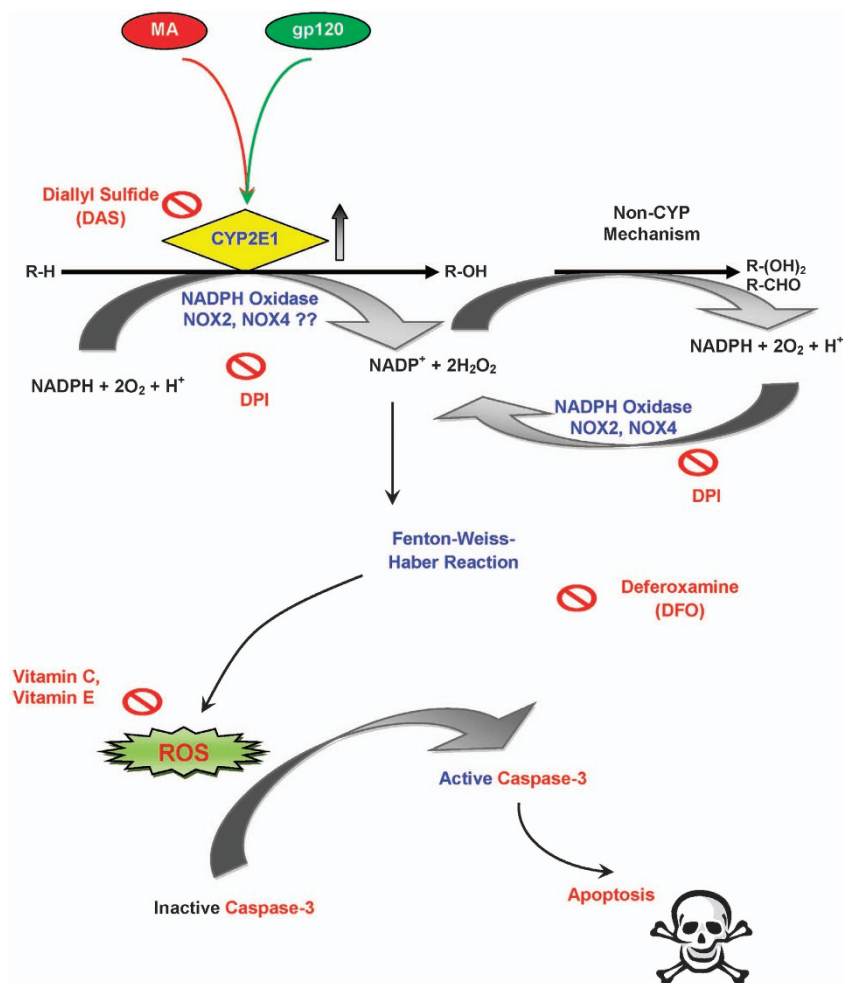 MA
gp120
Diallyl Sulfide
(DAS)
CYP2E1
Non-CYP
Mechanism
R-H
R-OH
R-(OH)₂
R-CHO
NADPH Oxidase
NOX2, NOX4 ??
NADPH + 2O₂ + H⁺
DPI
NADP⁺ + 2H₂O₂
NADPH + 2O₂ + H⁺
NADPH Oxidase
NOX2, NOX4
DPI
Fenton-Weiss-
Haber Reaction
Deferoxamine
(DFO)
Vitamin C,
Vitamin E
ROS
Active Caspase-3
Inactive Caspase-3
Apoptosis